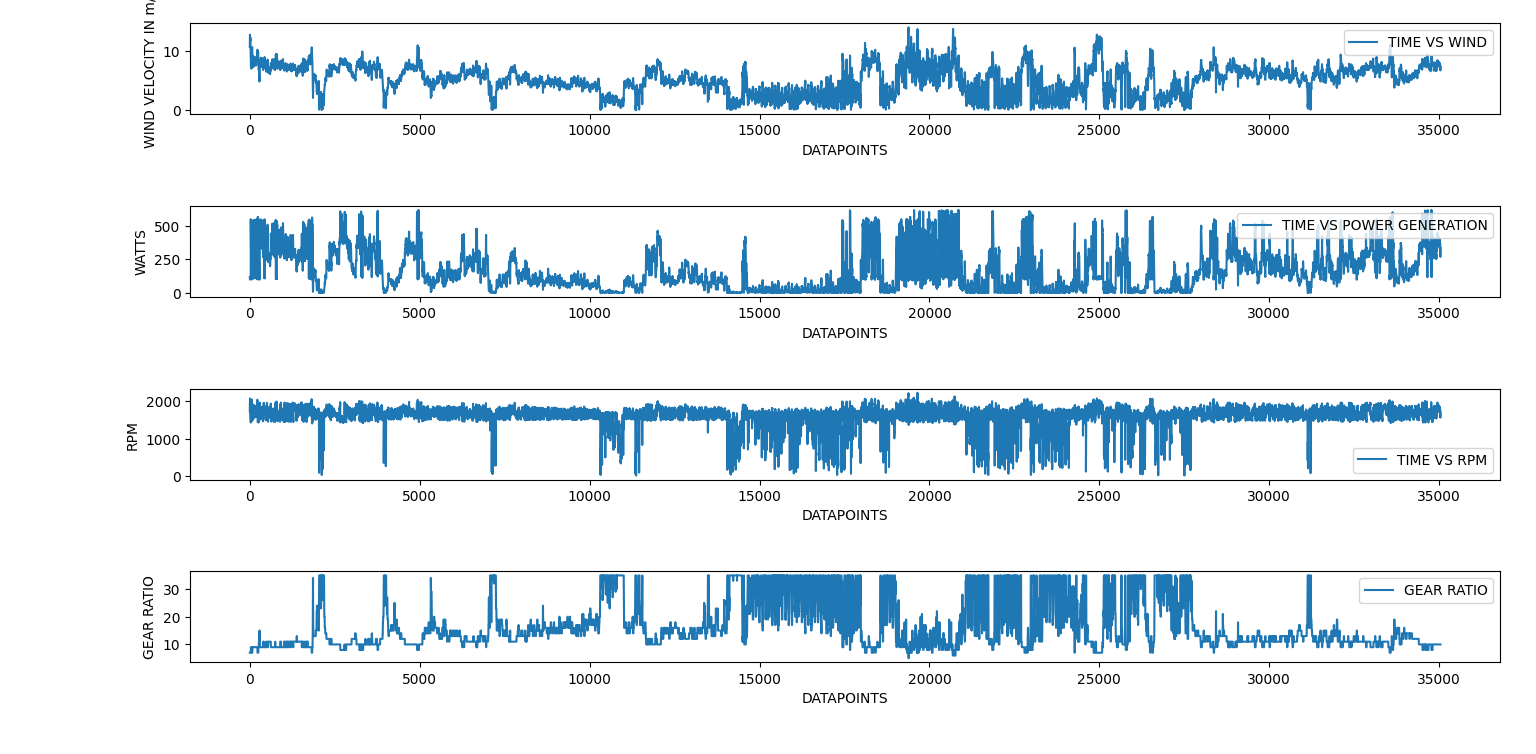 WIND VELOCITY IN m/
10
0
TIME VS WIND
0 5000 10000 15000 20000 25000 30000 35000
DATAPOINTS
WATTS
500
250
0
TIME VS POWER GENERATION
0 5000 10000 15000 20000 25000 30000 35000
DATAPOINTS
RPM
2000
1000
0
TIME VS RPM
0 5000 10000 15000 20000 25000 30000 35000
DATAPOINTS
GEAR RATIO
30
20
10
GEAR RATIO
0 5000 10000 15000 20000 25000 30000 35000
DATAPOINTS